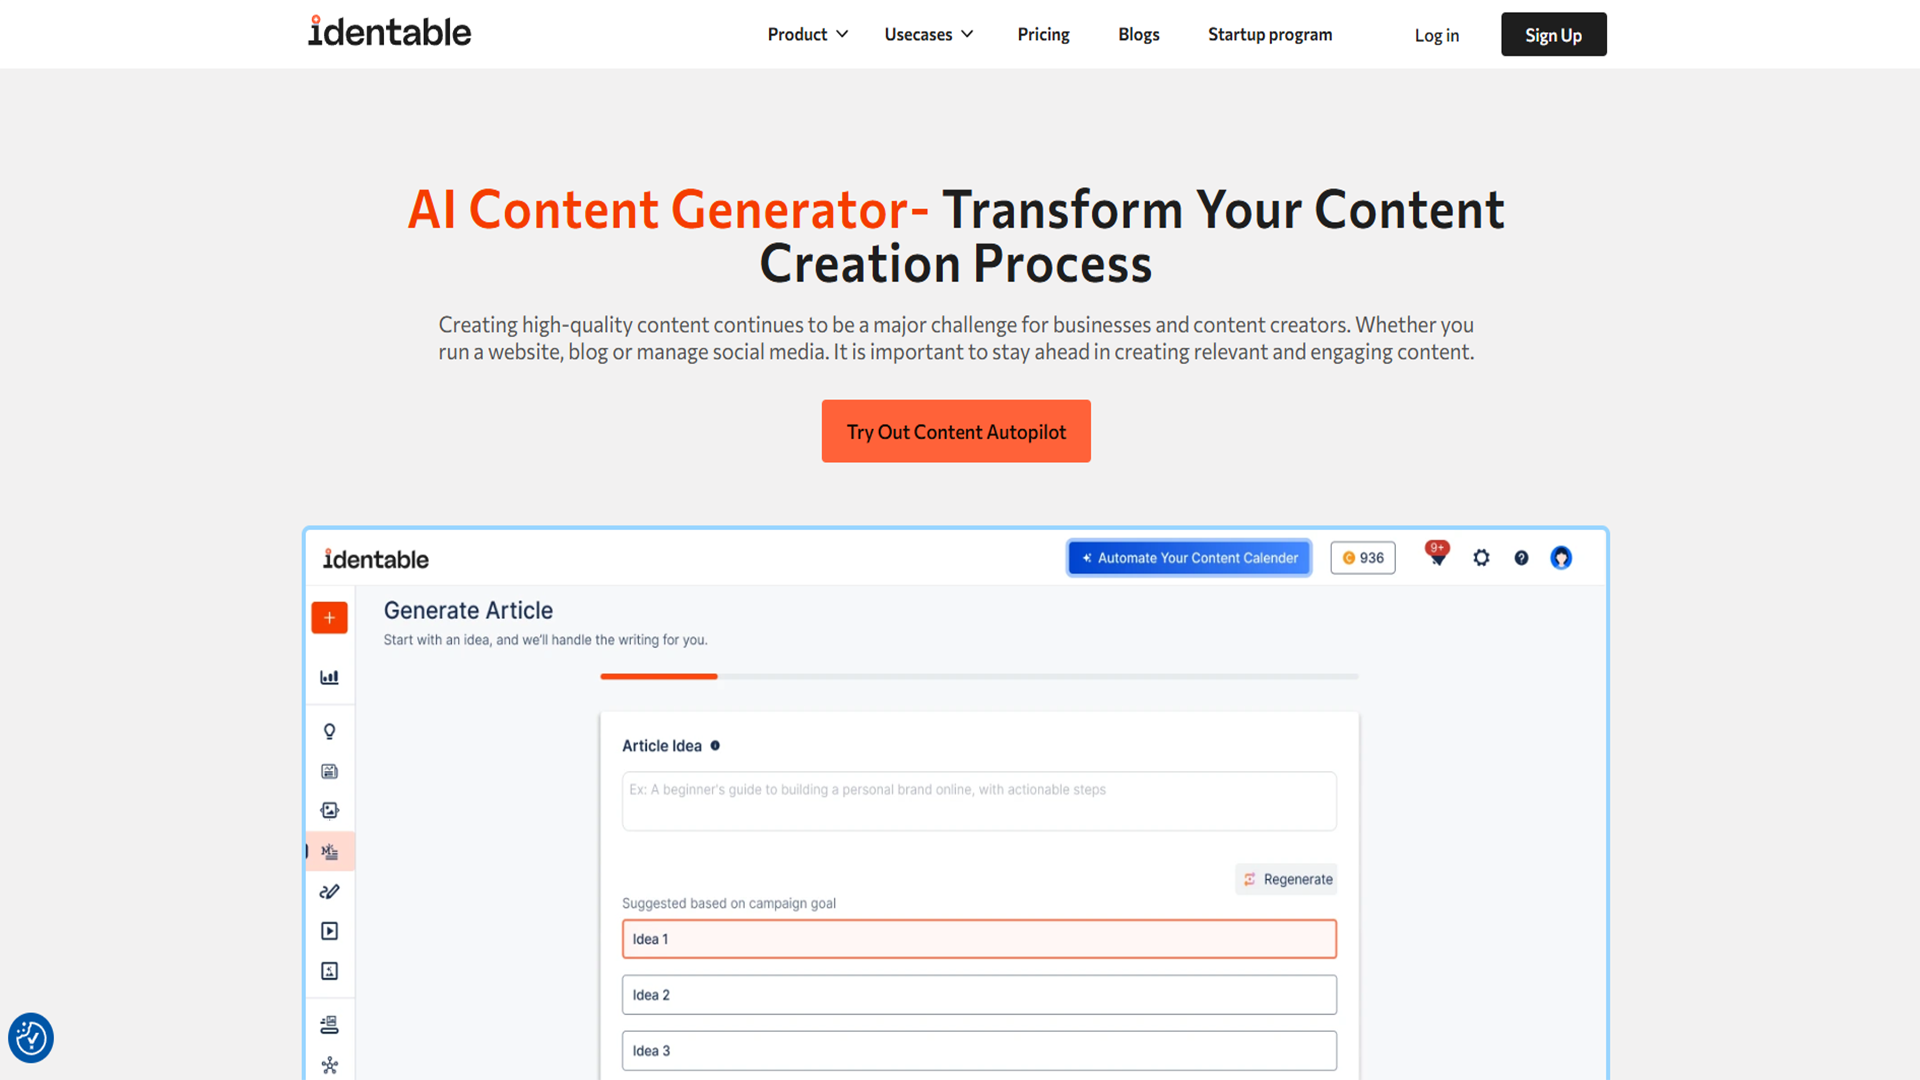 identable
Product
Usecases
Pricing
Blogs
Startup program
Log in
Sign Up
AI Content Generator- Transform Your Content
Creation Process
Creating high-quality content continues to be a major challenge for businesses and content creators. Whether you
run a website, blog or manage social media. It is important to stay ahead in creating relevant and engaging content.
Try Out Content Autopilot
identable
Automate Your Content Calender
936
9+
Generate Article
Start with an idea, and we'll handle the writing for you.
Article Idea
Ex: A beginner's guide to building a personal brand online, with actionable steps
Regenerate
Suggested based on campaign goal
Idea 1
Idea 2
Idea 3